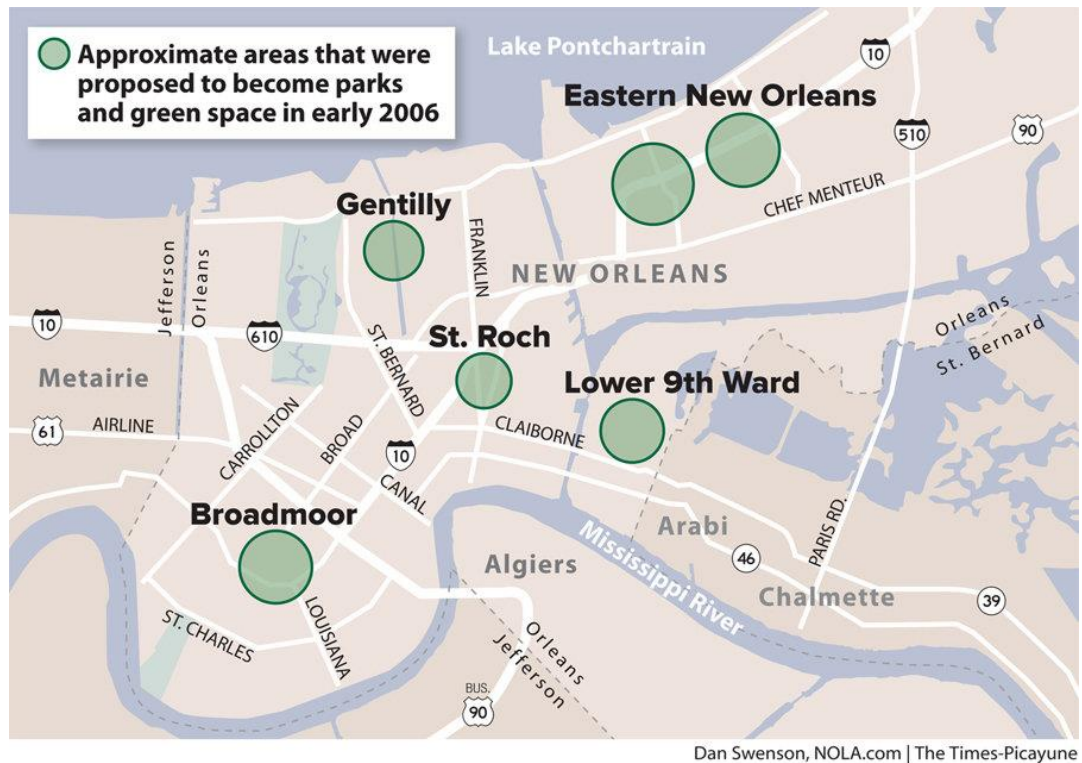 Approximate areas that were
proposed to become parks
and green space in early 2006
Lake Pontchartrain
10
Eastern New Orleans
510
90
CHEF MENTEUR
Gentilly
FRANKLIN
Jefferson
Orleans
NEW ORLEANS
10
610
ST. BERNARD
St. Roch
Orleans
St. Bernard
Metairie
Lower 9th Ward
61
AIRLINE
CARROLLTON
BROAD
10
CLAIBORNE
CANAL
Broadmoor
PARIS RD.
Arabi
Mississippi River
46
Algiers
Chalmette
39
ST. CHARLES
LOUISIANA
Orleans
Jefferson
BUS.
90
Dan Swenson, NOLA.com | The Times-Picayune